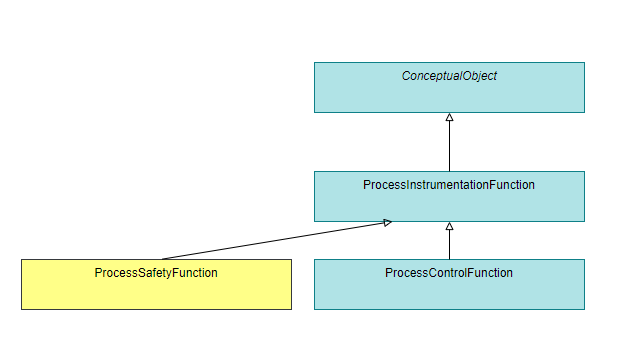 ConceptualObject
ProcessInstrumentationFunction
ProcessSafetyFunction
ProcessControlFunction